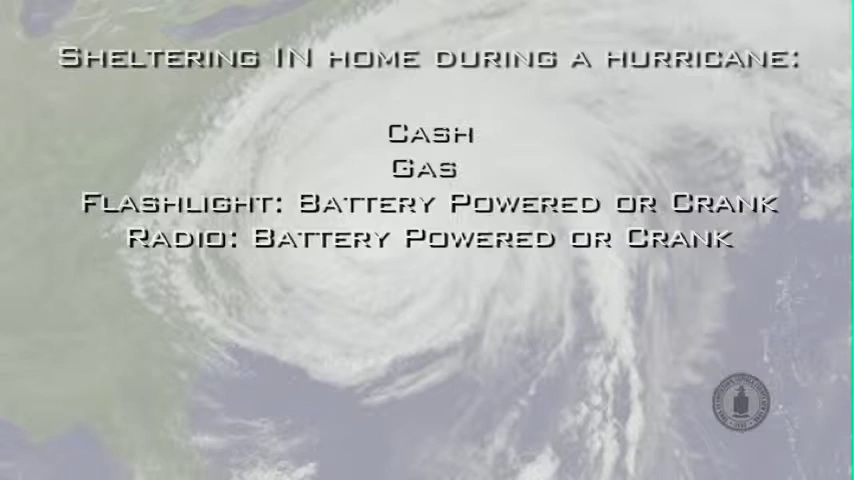 Sheltering IN home during a hurricane:
Cash
Gas
Flashlight: Battery Powered or Crank
Radio: Battery Powered or Crank